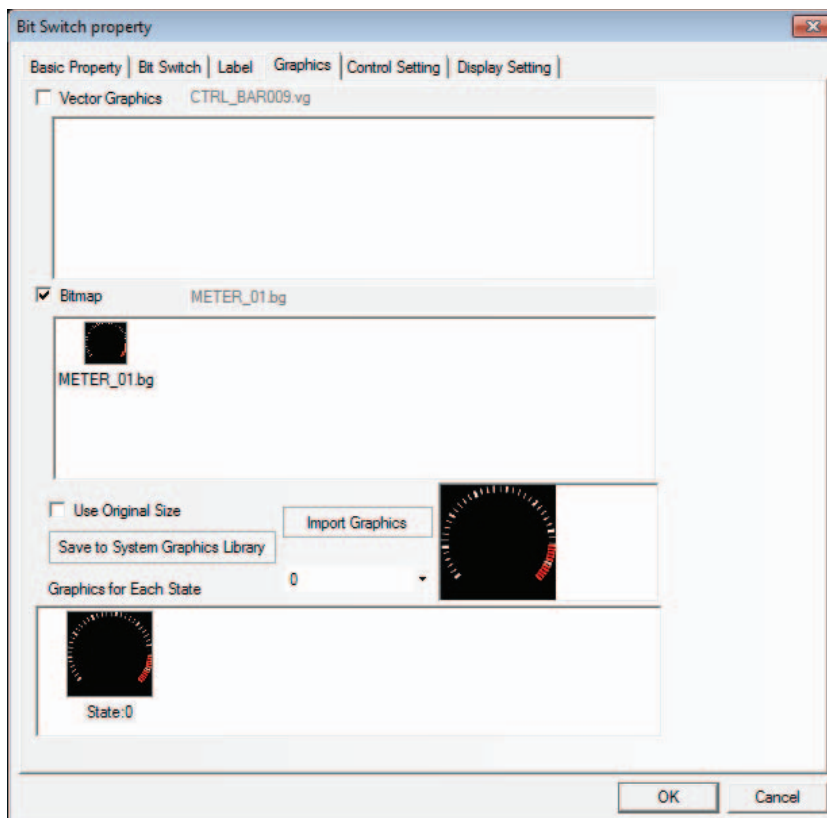 Bit Switch property
Basic Property Bit Switch Label Graphics Control Setting Display Setting
Vector Graphics CTRL_BAR009.vg
Bitmap METER_01.bg
METER_01.bg
Use Original Size
Import Graphics
Save to System Graphics Library
0
Graphics for Each State
State:0
OK Cancel